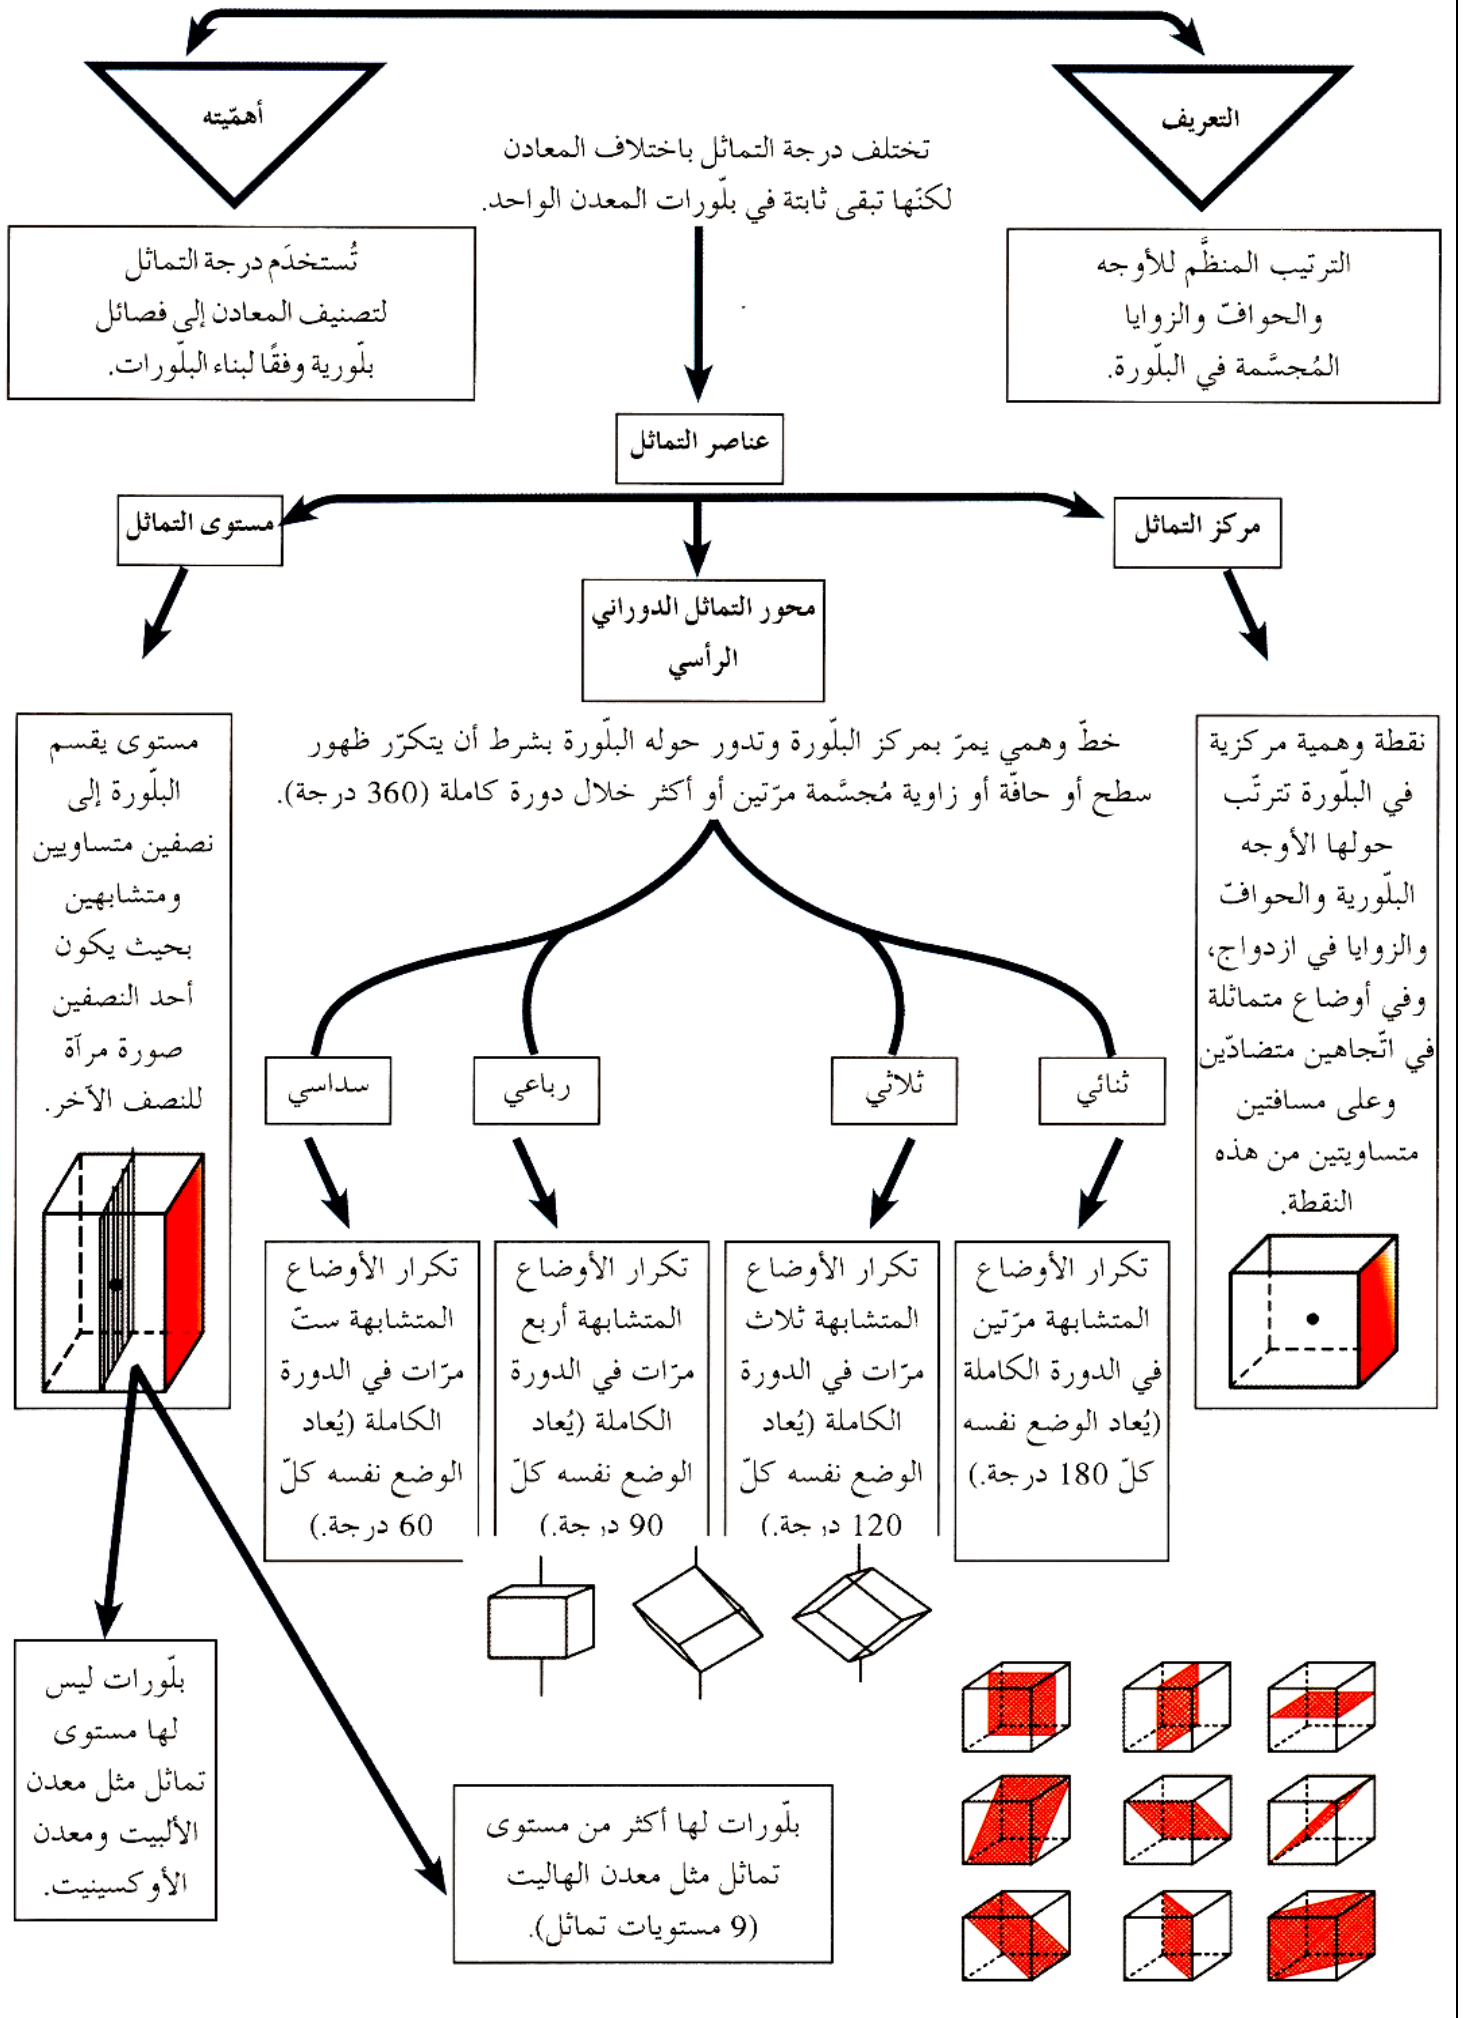 التعريف
أهمّيته
تختلف درجة التماثل باختلاف المعادن
لكنّها تبقى ثابتة في بلّورات المعدن الواحد.
الترتيب المنظَّم للأوجه
والحوافّ والزوايا
المُجسَّمة في البلّورة.
تُستخدَم درجة التماثل
لتصنيف المعادن إلى فصائل
بلّورية وفقًا لبناء البلّورات.
عناصر التماثل
مركز التماثل
محور التماثل الدوراني
الرأسي
مستوى التماثل
نقطة وهمية مركزية
في البلّورة تترتّب
حولها الأوجه
البلّورية والحوافّ
والزوايا في ازدواج،
وفي أوضاع متماثلة
في اتّجاهين متضادّين
وعلى مسافتين
متساويتين من هذه
النقطة.
خطّ وهمي يمرّ بمركز البلّورة وتدور حوله البلّورة بشرط أن يتكرّر ظهور
سطح أو حافّة أو زاوية مُجسَّمة مرّتين أو أكثر خلال دورة كاملة (360 درجة).
مستوى يقسم
البلّورة إلى
نصفين متساويين
ومتشابهين
بحيث يكون
أحد النصفين
صورة مرآة
للنصف الآخر.
ثنائي
ثلاثي
رباعي
سداسي
تكرار الأوضاع
المتشابهة مرّتين
في الدورة الكاملة
(يُعاد الوضع نفسه
كلّ 180 درجة.)
تكرار الأوضاع
المتشابهة ثلاث
مرّات في الدورة
الكاملة (يُعاد
الوضع نفسه كلّ
120 درجة.)
تكرار الأوضاع
المتشابهة أربع
مرّات في الدورة
الكاملة (يُعاد
الوضع نفسه كلّ
90 درجة.)
تكرار الأوضاع
المتشابهة ستّ
مرّات في الدورة
الكاملة (يُعاد
الوضع نفسه كلّ
60 درجة.)
بلّورات لها أكثر من مستوى
تماثل مثل معدن الهاليت
(9 مستويات تماثل).
بلّورات ليس
لها مستوى
تماثل مثل معدن
الألبيت ومعدن
الأوكسينيت.